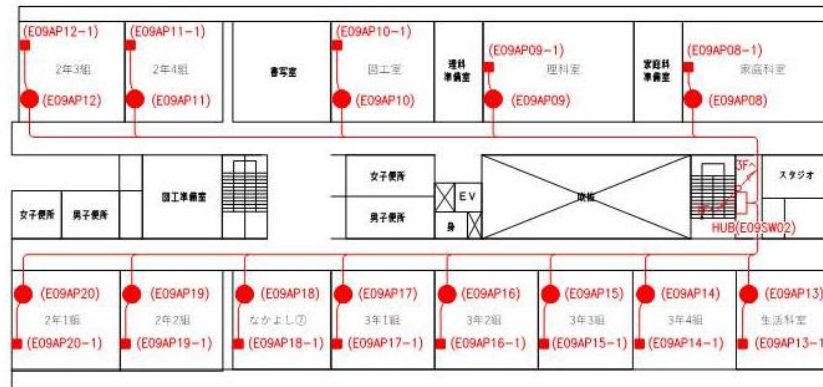 (E09AP12-1) (E09AP11-1) (E09AP10-1) (E09AP09-1) (E09AP08-1)
2年3組 2年4組 書写室 図工室 理科準備室 理科室 家庭科準備室 家庭科室
(E09AP12) (E09AP11) (E09AP10) (E09AP09) (E09AP08)
3Fへ
女子便所 スタジオ
図工準備室 EV 吹抜
女子便所 男子便所 男子便所 身
HUB(E09SW02)
(E09AP20) (E09AP19) (E09AP18) (E09AP17) (E09AP16) (E09AP15) (E09AP14) (E09AP13)
2年1組 2年2組 なかよし⑦ 3年1組 3年2組 3年3組 3年4組 生活科室
(E09AP20-1) (E09AP19-1) (E09AP18-1) (E09AP17-1) (E09AP16-1) (E09AP15-1) (E09AP14-1) (E09AP13-1